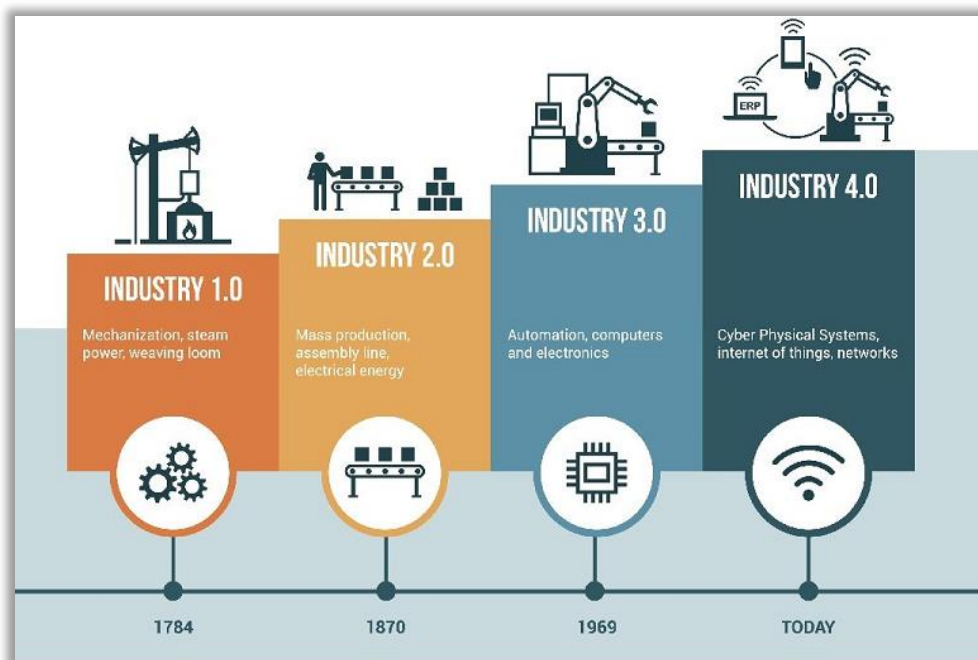 ERP
INDUSTRY 1.0
Mechanization, steam
power, weaving loom
INDUSTRY 2.0
Mass production,
assembly line,
electrical energy
INDUSTRY 3.0
Automation, computers
and electronics
INDUSTRY 4.0
Cyber Physical Systems,
internet of things, networks
1784
1870
1969
TODAY